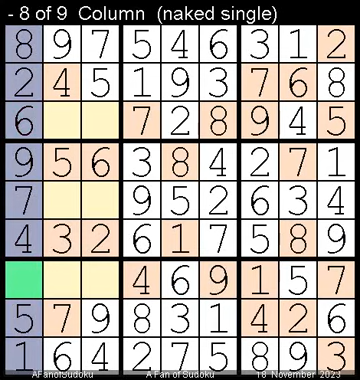 - 8 of 9 Column (naked single)
8 9 7 5 4 6 3 1 2
2 4 5 1 9 3 7 6 8
6 7 2 8 9 4 5
9 5 6 3 8 4 2 7 1
7 9 5 2 6 3 4
4 3 2 6 1 7 5 8 9
4 6 9 1 5 7
5 7 9 8 3 1 4 2 6
1 6 4 2 7 5 8 9 3
AFanofSudoku A Fan of Sudoku 18 November 2023